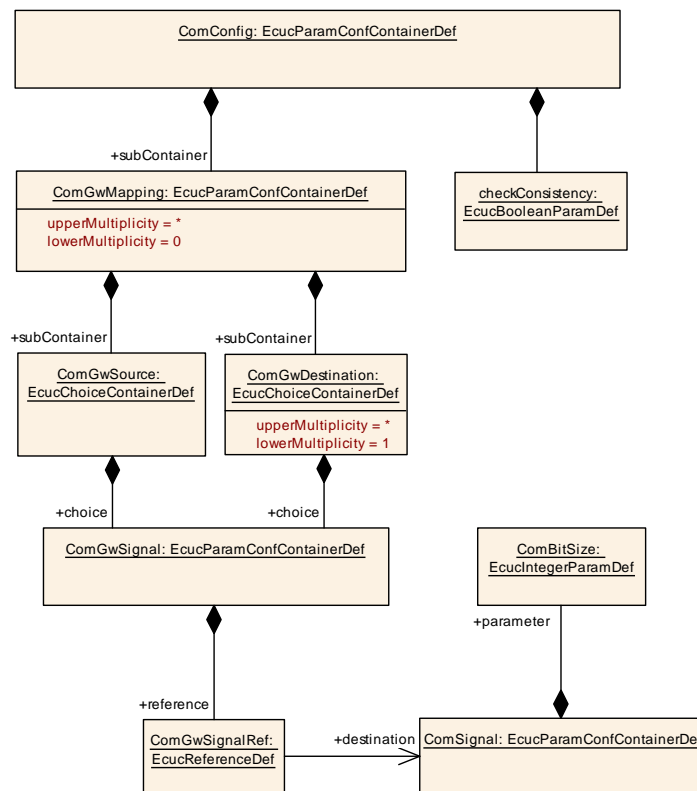 ComConfig: EcucParamConfContainerDef
+subContainer
ComGwMapping: EcucParamConfContainerDef
upperMultiplicity = *
lowerMultiplicity = 0
checkConsistency:
EcucBooleanParamDef
+subContainer
+subContainer
ComGwSource:
EcucChoiceContainerDef
ComGwDestination:
EcucChoiceContainerDef
upperMultiplicity = *
lowerMultiplicity = 1
+choice
+choice
ComGwSignal: EcucParamConfContainerDef
ComBitSize:
EcucIntegerParamDef
+parameter
+reference
ComGwSignalRef:
EcucReferenceDef
+destination
ComSignal: EcucParamConfContainerDe